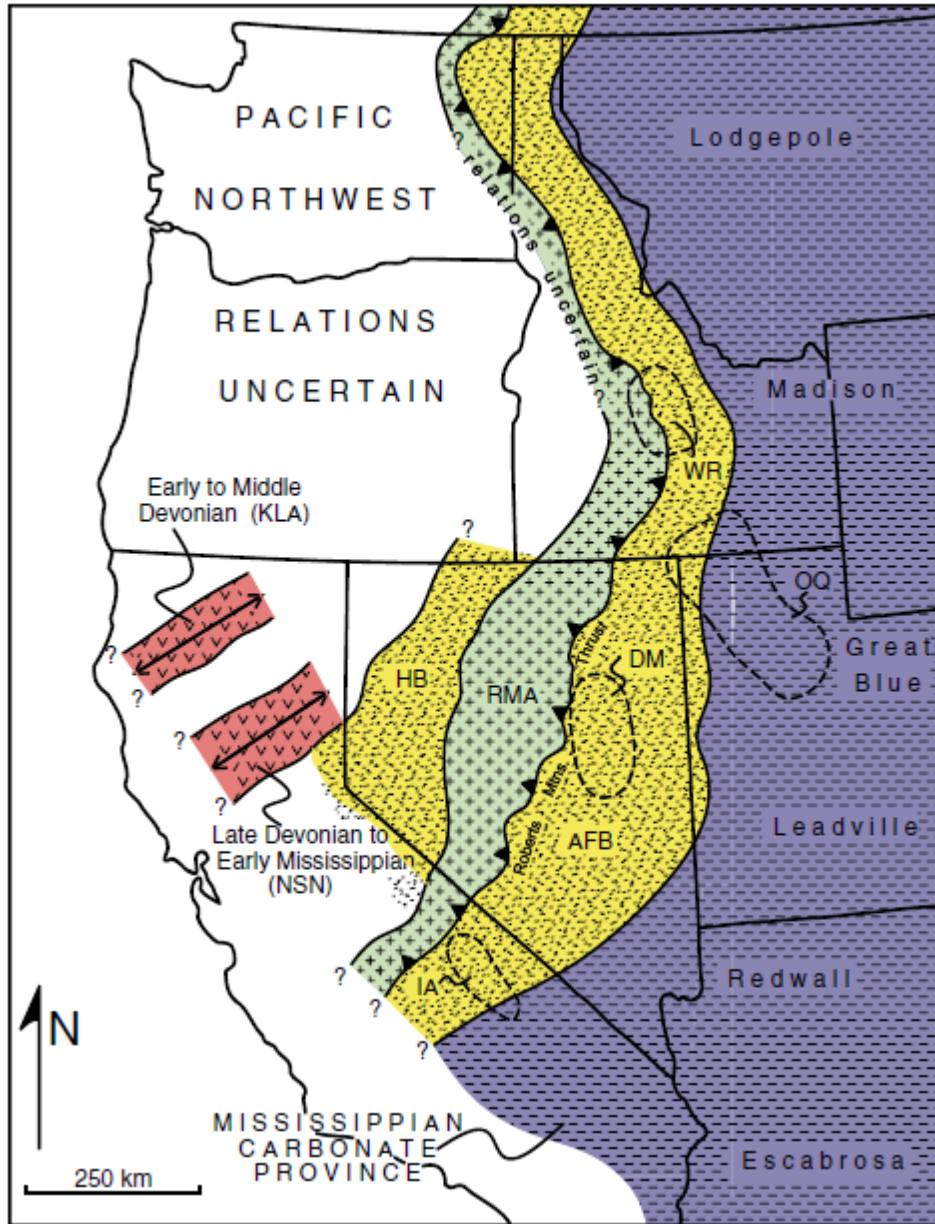 PACIFIC
NORTHWEST
RELATIONS
UNCERTAIN
Lodgepole
? relations uncertain ?
Madison
WR
Early to Middle
Devonian (KLA)
?
OQ
Great
Blue
?
?
HB
RMA
DM
Roberts Mtns. Thrust
?
?
Late Devonian to
Early Mississippian
(NSN)
AFB
Leadville
Redwall
?
?
?
IA
N
MISSISSIPPIAN
CARBONATE
PROVINCE
Escabrosa
250 km